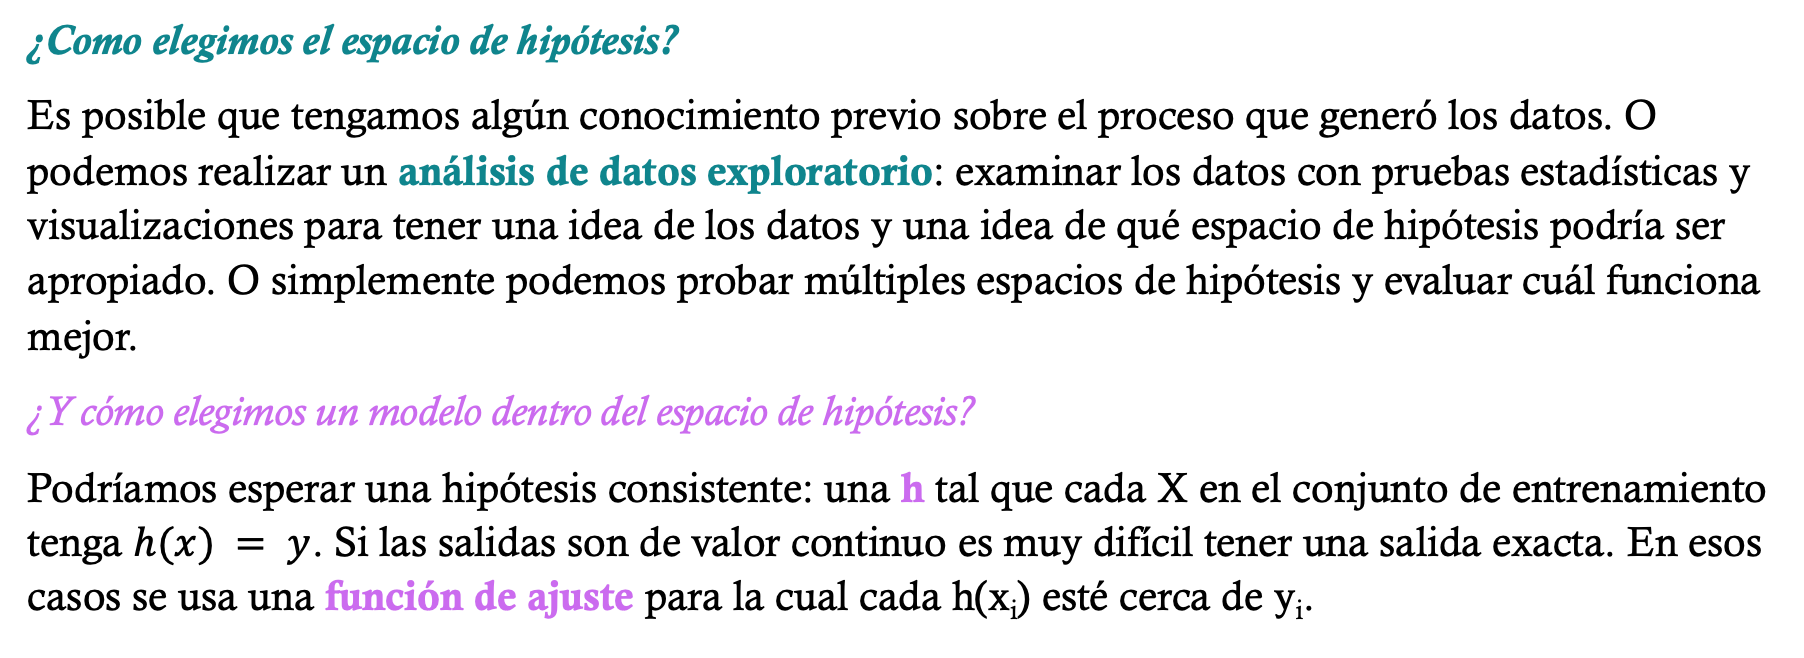 ¿Como elegimos el espacio de hipótesis?
Es posible que tengamos algún conocimiento previo sobre el proceso que generó los datos. O
podemos realizar un análisis de datos exploratorio: examinar los datos con pruebas estadísticas y
visualizaciones para tener una idea de los datos y una idea de qué espacio de hipótesis podría ser
apropiado. O simplemente podemos probar múltiples espacios de hipótesis y evaluar cuál funciona
mejor.
¿Y cómo elegimos un modelo dentro del espacio de hipótesis?
Podríamos esperar una hipótesis consistente: una h tal que cada X en el conjunto de entrenamiento
tenga h(x) = y. Si las salidas son de valor continuo es muy difícil tener una salida exacta. En esos
casos se usa una función de ajuste para la cual cada h(xᵢ) esté cerca de yᵢ.